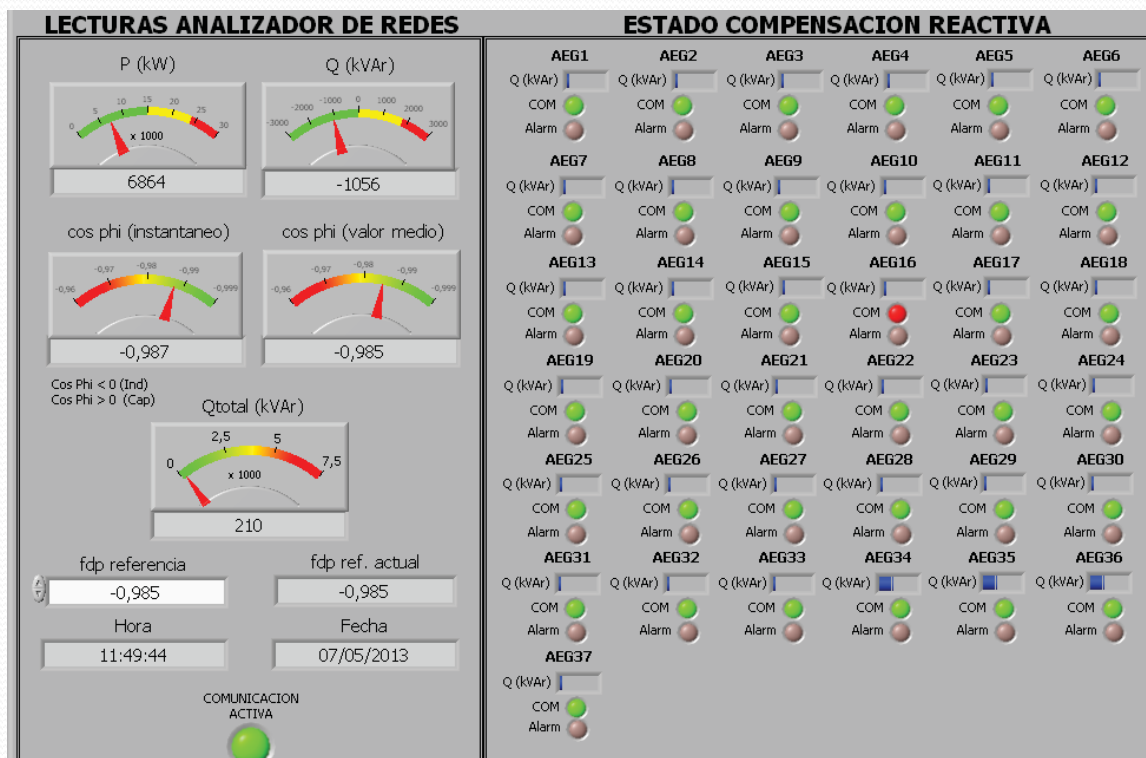 LECTURAS ANALIZADOR DE REDES
P (kW)
0 5 10 15 20 25 30
x 1000
6864
Q (kVAr)
-3000 -2000 -1000 0 1000 2000 3000
-1056
cos phi (instantaneo)
-0,96 -0,97 -0,98 -0,99 -0,999
-0,987
cos phi (valor medio)
-0,96 -0,97 -0,98 -0,99 -0,999
-0,985
Cos Phi < 0 (Ind)
Cos Phi > 0 (Cap)
Qtotal (kVAr)
0 2,5 5 7,5
x 1000
210
fdp referencia
-0,985
fdp ref. actual
-0,985
Hora
11:49:44
Fecha
07/05/2013
COMUNICACION
ACTIVA
ESTADO COMPENSACION REACTIVA
AEG1 AEG2 AEG3 AEG4 AEG5 AEG6
Q (kVAr) Q (kVAr) Q (kVAr) Q (kVAr) Q (kVAr) Q (kVAr)
COM COM COM COM COM COM
Alarm Alarm Alarm Alarm Alarm Alarm
AEG7 AEG8 AEG9 AEG10 AEG11 AEG12
Q (kVAr) Q (kVAr) Q (kVAr) Q (kVAr) Q (kVAr) Q (kVAr)
COM COM COM COM COM COM
Alarm Alarm Alarm Alarm Alarm Alarm
AEG13 AEG14 AEG15 AEG16 AEG17 AEG18
Q (kVAr) Q (kVAr) Q (kVAr) Q (kVAr) Q (kVAr) Q (kVAr)
COM COM COM COM COM COM
Alarm Alarm Alarm Alarm Alarm Alarm
AEG19 AEG20 AEG21 AEG22 AEG23 AEG24
Q (kVAr) Q (kVAr) Q (kVAr) Q (kVAr) Q (kVAr) Q (kVAr)
COM COM COM COM COM COM
Alarm Alarm Alarm Alarm Alarm Alarm
AEG25 AEG26 AEG27 AEG28 AEG29 AEG30
Q (kVAr) Q (kVAr) Q (kVAr) Q (kVAr) Q (kVAr) Q (kVAr)
COM COM COM COM COM COM
Alarm Alarm Alarm Alarm Alarm Alarm
AEG31 AEG32 AEG33 AEG34 AEG35 AEG36
Q (kVAr) Q (kVAr) Q (kVAr) Q (kVAr) Q (kVAr) Q (kVAr)
COM COM COM COM COM COM
Alarm Alarm Alarm Alarm Alarm Alarm
AEG37
Q (kVAr)
COM
Alarm